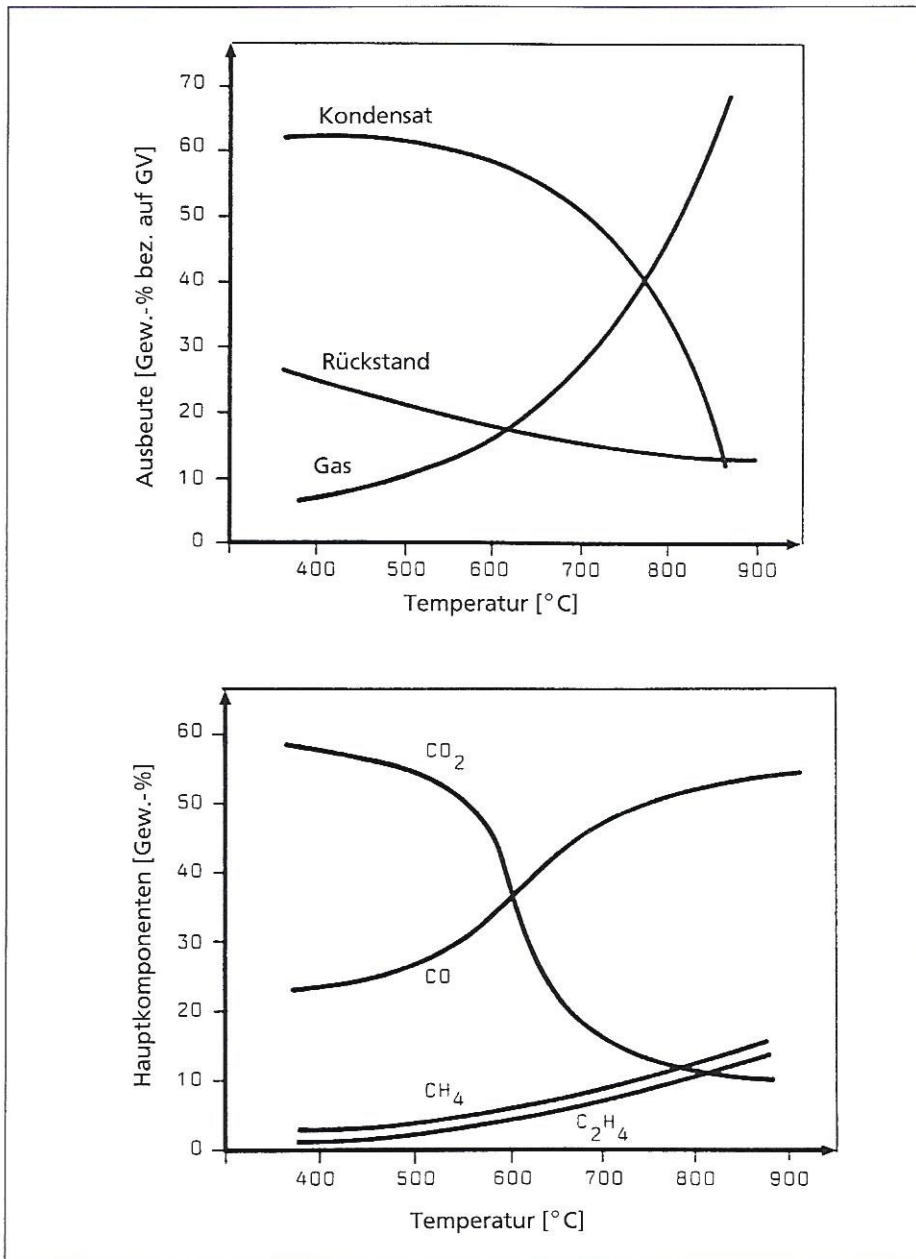 Ausbeute [Gew.-% bez. auf GV]
70
60
50
40
30
20
10
0
Kondensat
Rückstand
Gas
400 500 600 700 800 900
Temperatur [°C]
Hauptkomponenten [Gew.-%]
60
50
40
30
20
10
0
CO2
CO
CH4
C2H4
400 500 600 700 800 900
Temperatur [°C]